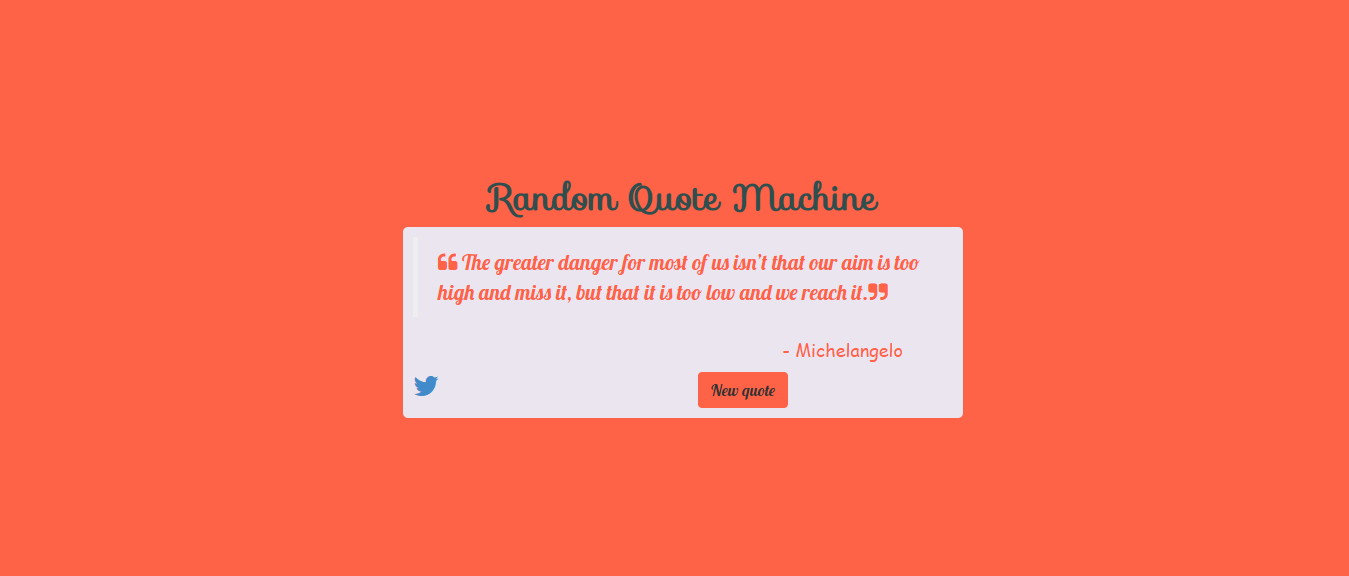 Random Quote Machine
❝ The greater danger for most of us isn’t that our aim is too
high and miss it, but that it is too low and we reach it.❞
- Michelangelo
New quote